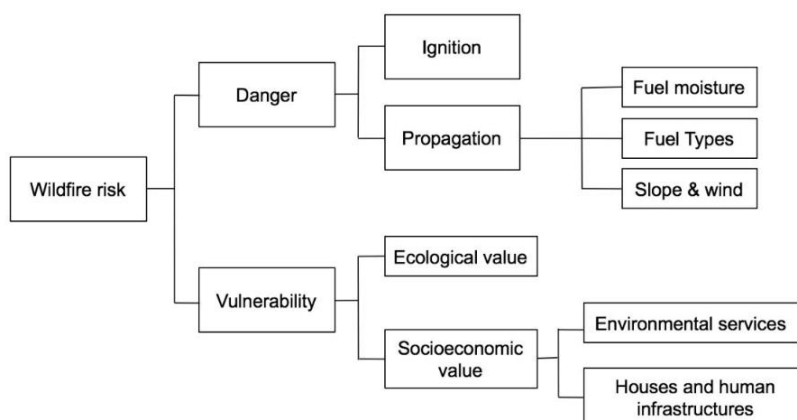 Ignition
Danger
Fuel moisture
Propagation
Fuel Types
Wildfire risk
Slope & wind
Ecological value
Vulnerability
Environmental services
Socioeconomic
value
Houses and human
infrastructures